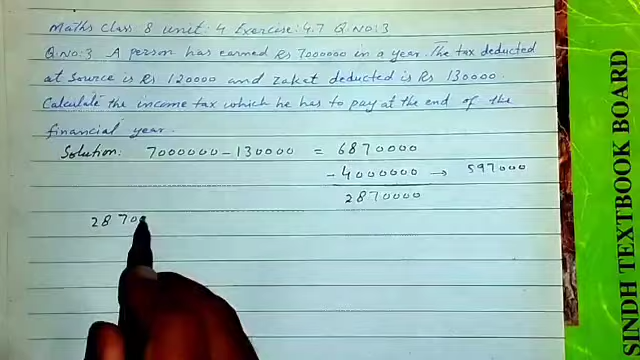 Maths Class 8 unit: 4 Exercise: 4.7 Q.No: 3
Q.No: 3 A person has earned Rs 7000000 in a year. The tax deducted
at source is Rs 120000 and zaket deducted is Rs 130000.
Calculate the income tax which he has to pay at the end of the
financial year.
Solution: 7000000 - 130000 = 6870000
- 4000000 → 597000
2870000
2870
SINDH TEXTBOOK BOARD